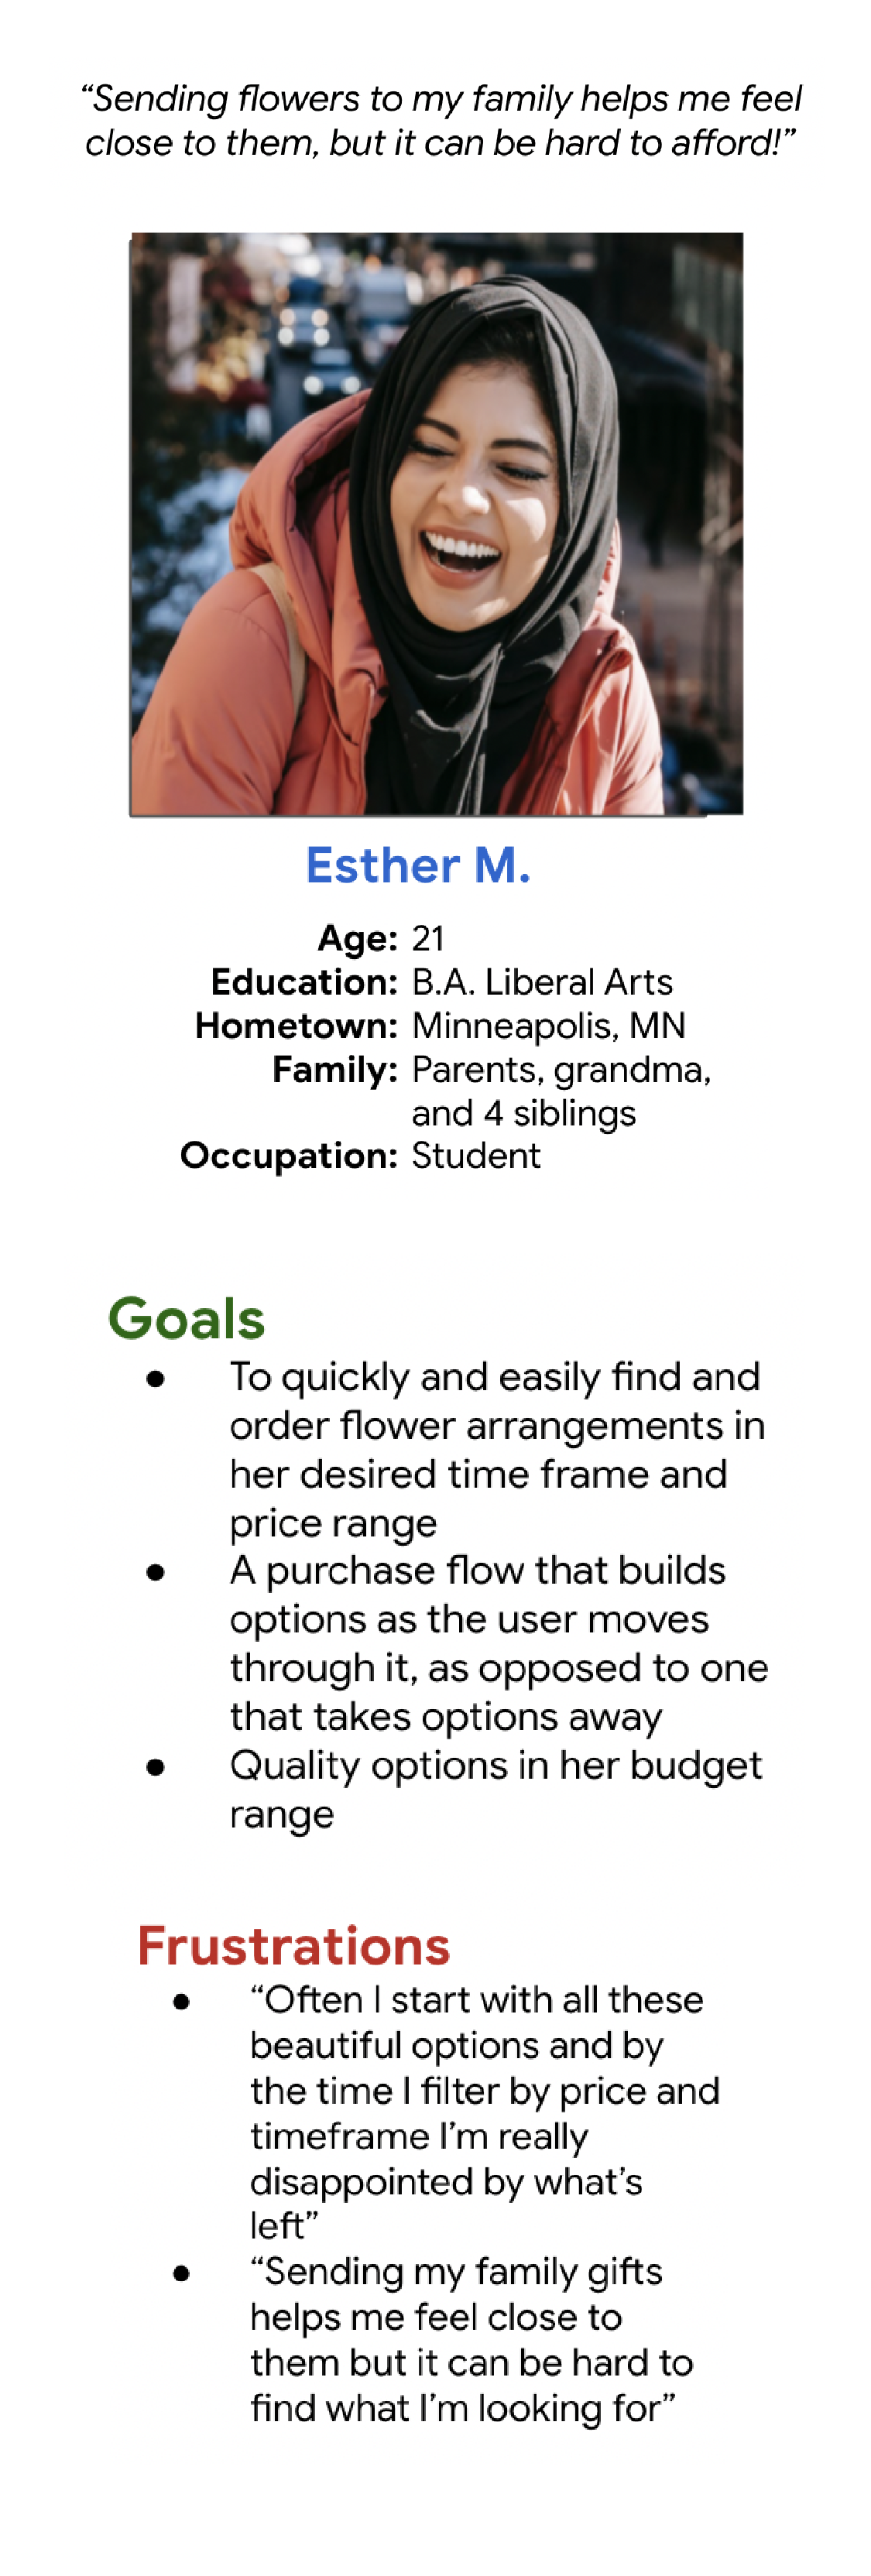 “Sending flowers to my family helps me feel
close to them, but it can be hard to afford!”
Esther M.
Age: 21
Education: B.A. Liberal Arts
Hometown: Minneapolis, MN
Family: Parents, grandma,
and 4 siblings
Occupation: Student
Goals
● To quickly and easily find and
order flower arrangements in
her desired time frame and
price range
● A purchase flow that builds
options as the user moves
through it, as opposed to one
that takes options away
● Quality options in her budget
range
Frustrations
● “Often I start with all these
beautiful options and by
the time I filter by price and
timeframe I’m really
disappointed by what’s
left”
● “Sending my family gifts
helps me feel close to
them but it can be hard to
find what I’m looking for”